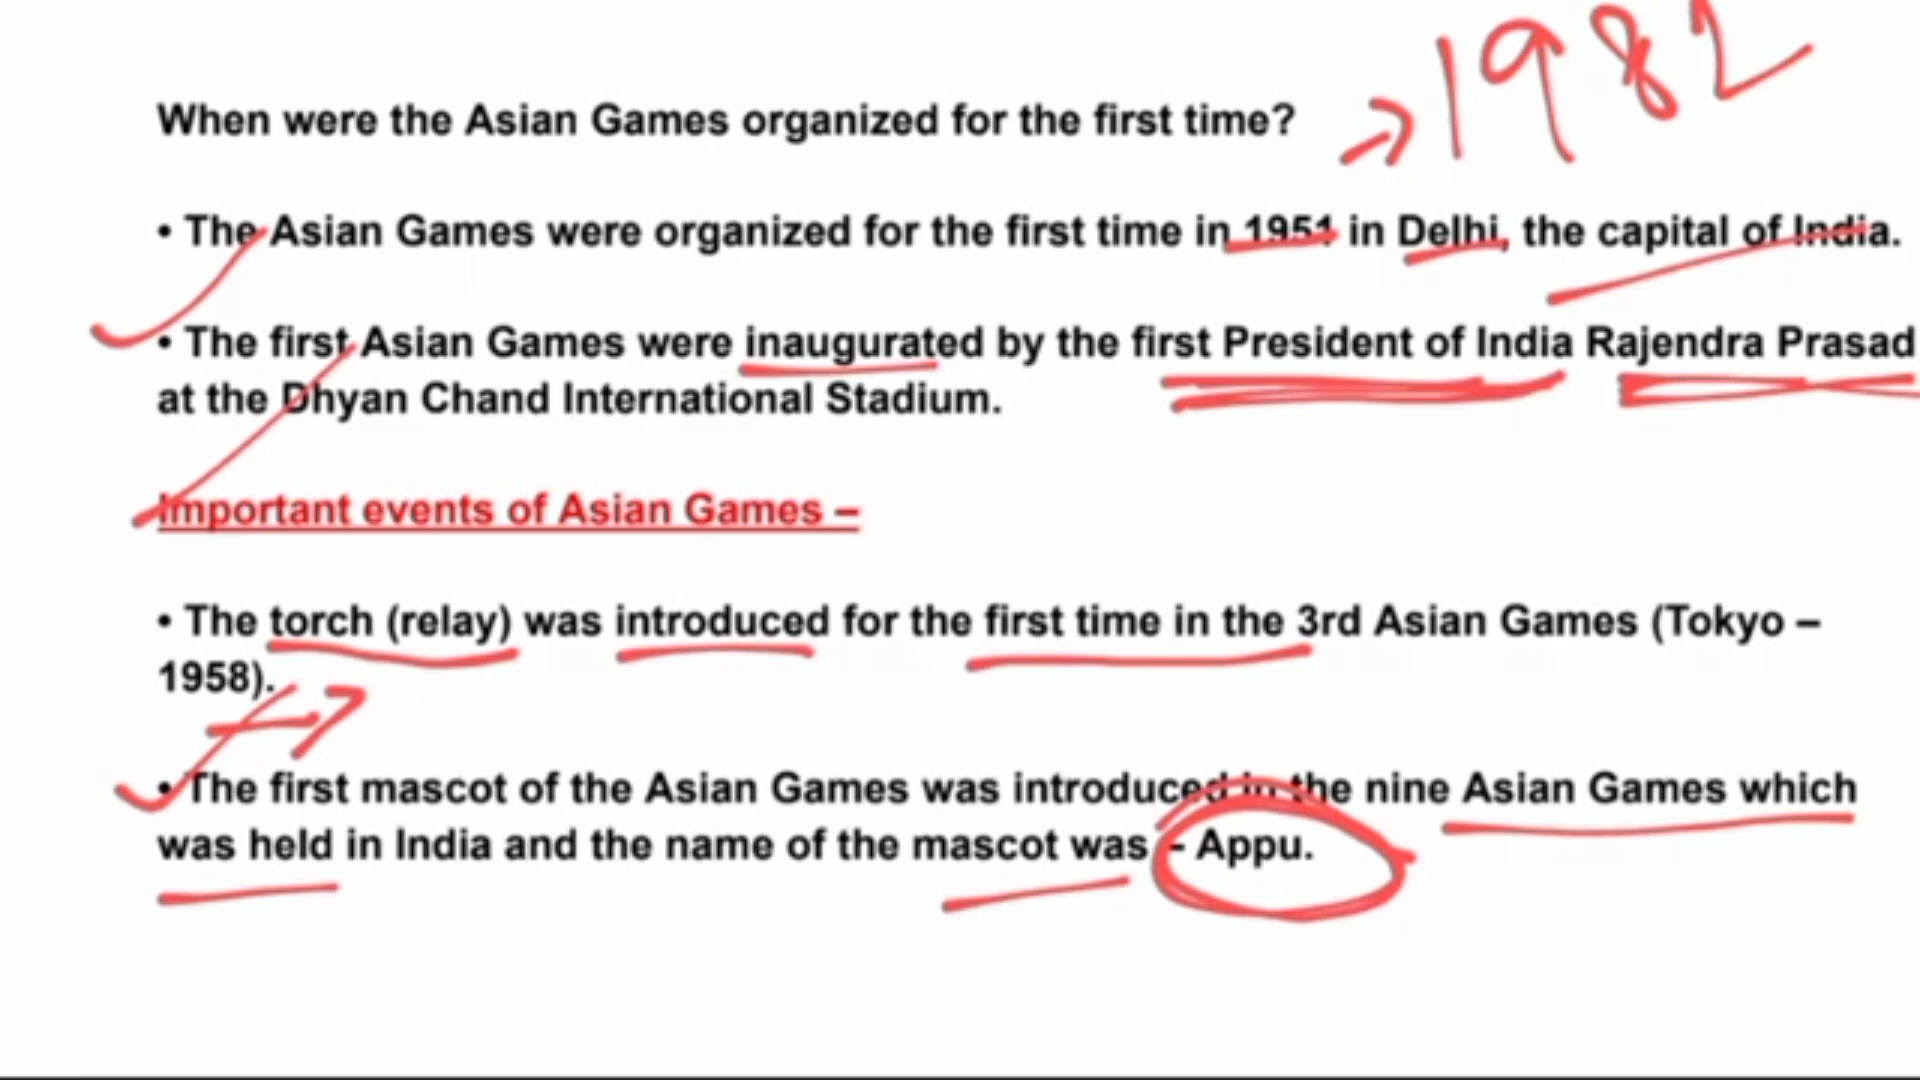 1982
When were the Asian Games organized for the first time?
• The Asian Games were organized for the first time in 1951 in Delhi, the capital of India.
• The first Asian Games were inaugurated by the first President of India Rajendra Prasad
at the Dhyan Chand International Stadium.
Important events of Asian Games –
• The torch (relay) was introduced for the first time in the 3rd Asian Games (Tokyo –
1958).
• The first mascot of the Asian Games was introduced in the nine Asian Games which
was held in India and the name of the mascot was - Appu.